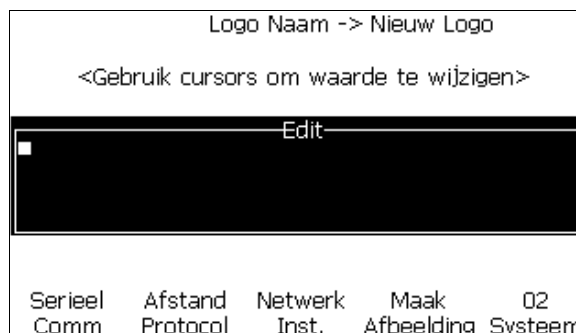 Logo Naam -> Nieuw Logo
<Gebruik cursors om waarde te wijzigen>
Edit
Serieel Afstand Netwerk Maak 02
Comm Protocol Inst. Afbeelding Systeem